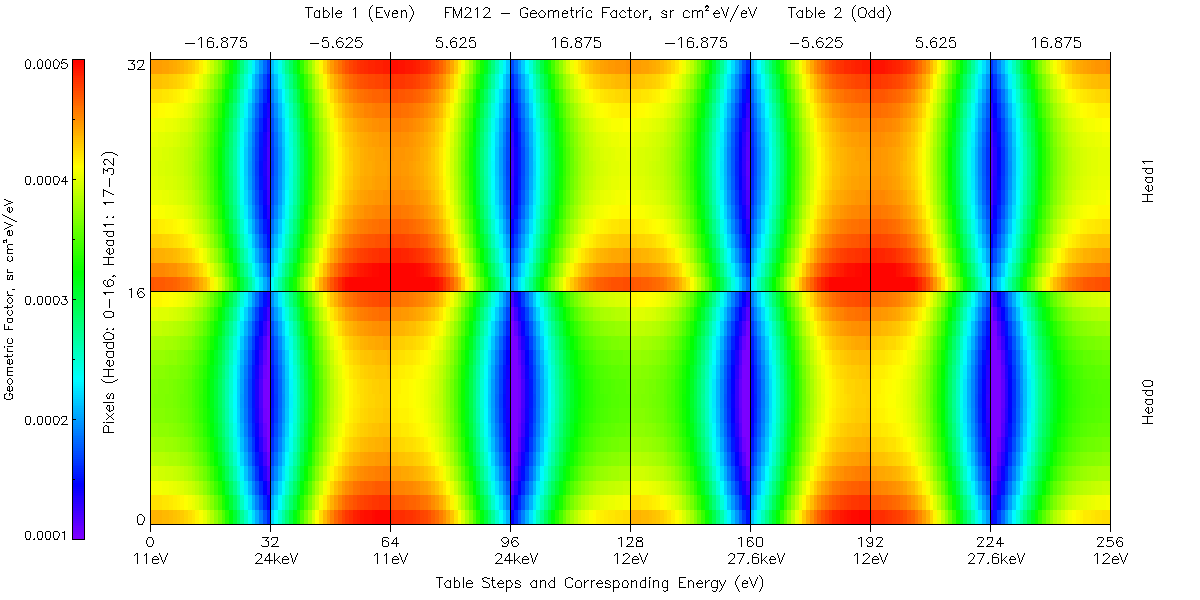 Table 1 (Even) FM212 − Geometric Factor, sr cm² eV/eV Table 2 (Odd)
−16.875 −5.625 5.625 16.875 −16.875 −5.625 5.625 16.875
0.0005
0.0004
0.0003
0.0002
0.0001
Geometric Factor, sr cm² eV/eV
Pixels (Head0: 0−16, Head1: 17−32)
32
16
0
Head1
Head0
0 32 64 96 128 160 192 224 256
11eV 24keV 11eV 24keV 12eV 27.6keV 12eV 27.6keV 12eV
Table Steps and Corresponding Energy (eV)